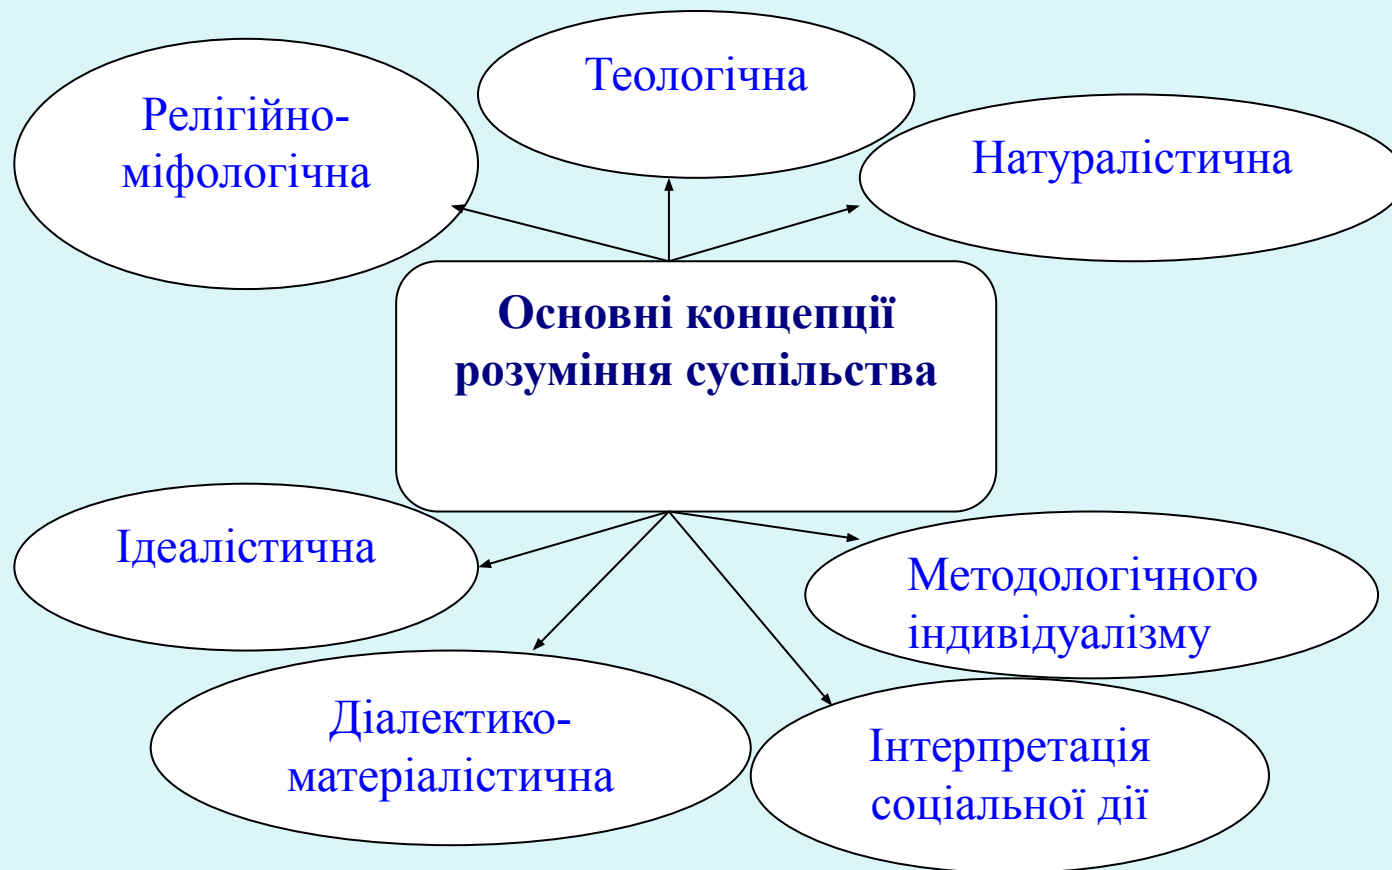 Теологічна
Релігійно-
міфологічна
Натуралістична
Основні концепції
розуміння суспільства
Ідеалістична
Методологічного
індивідуалізму
Діалектико-
матеріалістична
Інтерпретація
соціальної дії